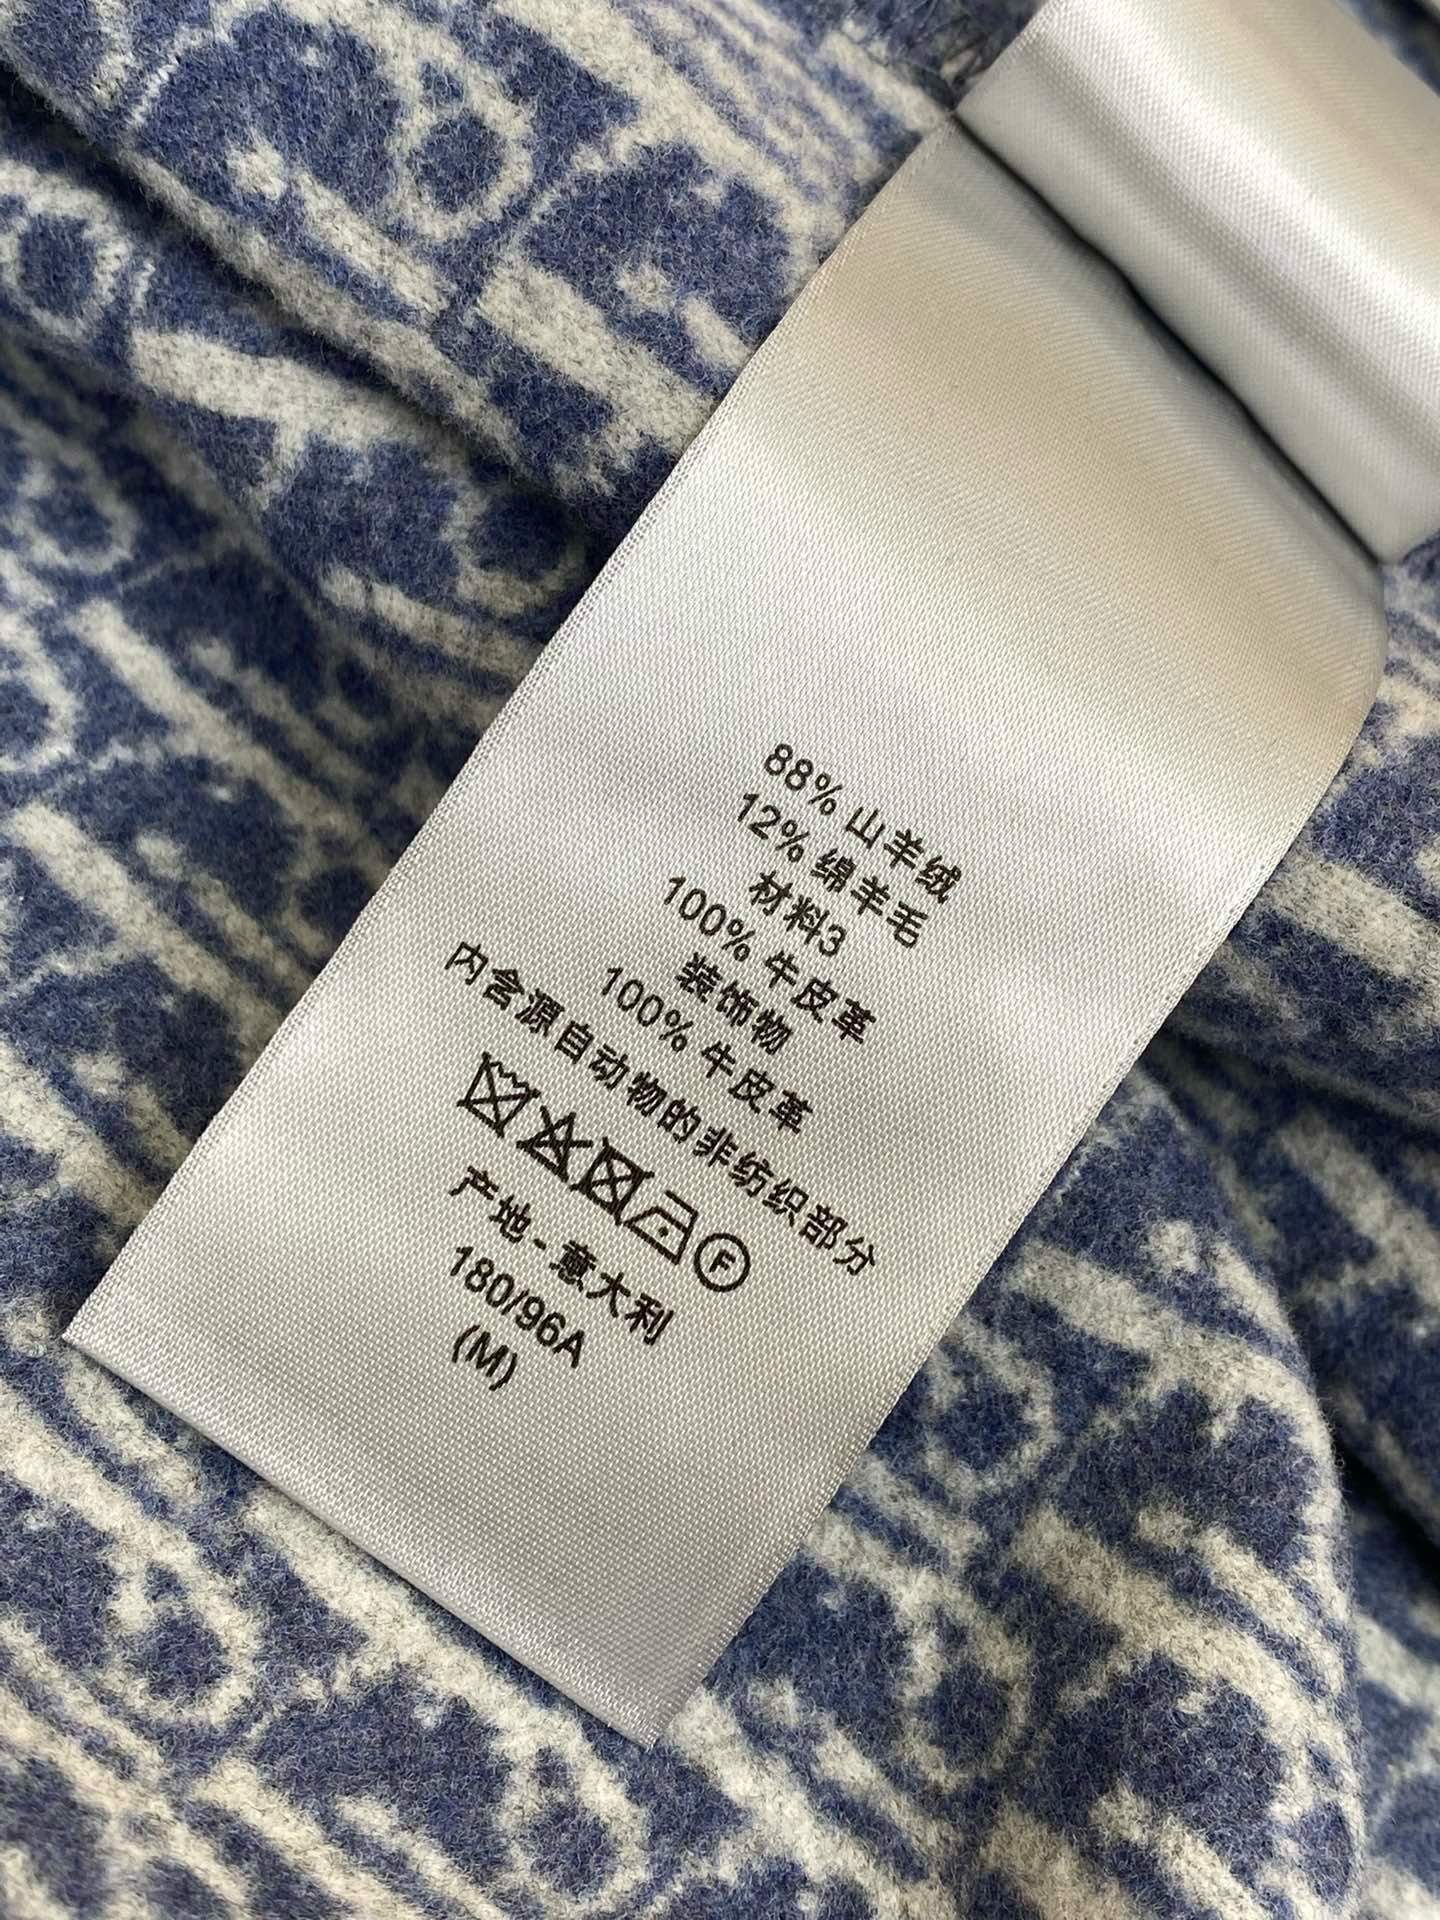 88% 山羊绒
12% 绵羊毛
材料3
100% 牛皮革
装饰物
100% 牛皮革
内含源自动物的非纺织部分
F
产地 - 意大利
180/96A
(M)